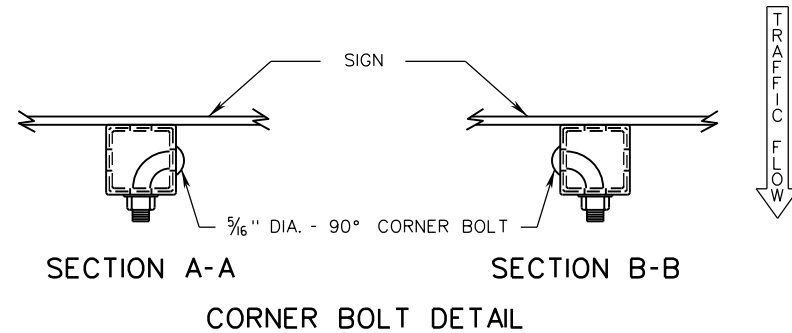 SIGN
TRAFFIC FLOW
5/16" DIA. - 90° CORNER BOLT
SECTION A-A
SECTION B-B
CORNER BOLT DETAIL